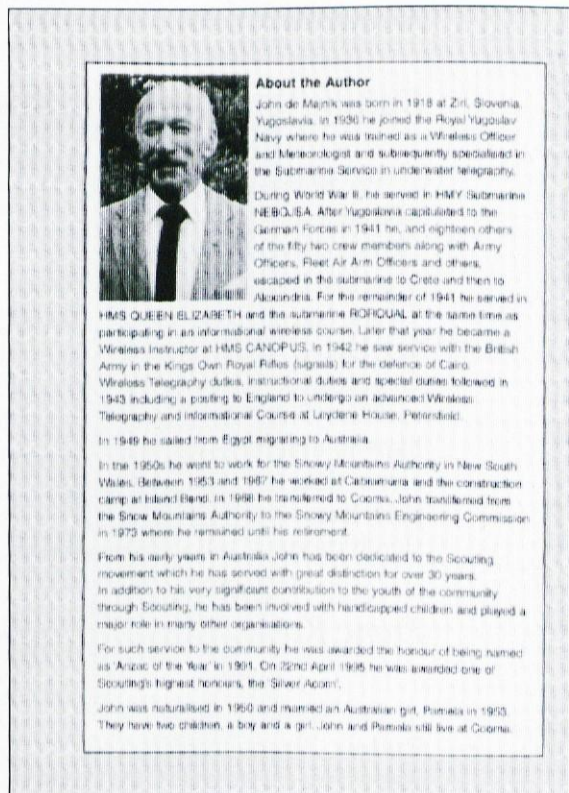 About the Author
John de Majnik was born in 1918 at Ziri, Slovenia,
Yugoslavia. In 1936 he joined the Royal Yugoslav
Navy where he was trained as a Wireless Officer
and Meteorologist and subsequently specialised in
the Submarine Service in underwater telegraphy.
During World War II, he served in HMY Submarine
NEBOJSA. After Yugoslavia capitulated to the
German Forces in 1941 he, and eighteen others
of the fifty two crew members along with Army
Officers, Fleet Air Arm Officers and others,
escaped in the submarine to Crete and then to
Alexandria. For the remainder of 1941 he served in
HMS QUEEN ELIZABETH and the submarine RORQUAL at the same time as
participating in an informational wireless course. Later that year he became a
Wireless Instructor at HMS CANOPUS. In 1942 he saw service with the British
Army in the Kings Own Royal Rifles (signals) for the defence of Cairo.
Wireless Telegraphy duties, instructional duties and special duties followed in
1943 including a posting to England to undergo an advanced Wireless
Telegraphy and Informational Course at Leydene House, Petersfield.
In 1949 he sailed from Egypt migrating to Australia.
In the 1950s he went to work for the Snowy Mountains Authority in New South
Wales. Between 1953 and 1967 he worked at Cabramurra and the construction
camp at Island Bend. In 1968 he transferred to Cooma. John transferred from
the Snow Mountains Authority to the Snowy Mountains Engineering Commission
in 1973 where he remained until his retirement.
From his early years in Australia John has been dedicated to the Scouting
movement which he has served with great distinction for over 30 years.
In addition to his very significant contribution to the youth of the community
through Scouting, he has been involved with handicapped children and played a
major role in many other organisations.
For such service to the community he was awarded the honour of being named
as 'Anzac of the Year' in 1991. On 22nd April 1995 he was awarded one of
Scouting's highest honours, the 'Silver Acorn'.
John was naturalised in 1950 and married an Australian girl, Pamela in 1953.
They have two children, a boy and a girl. John and Pamela still live at Cooma.